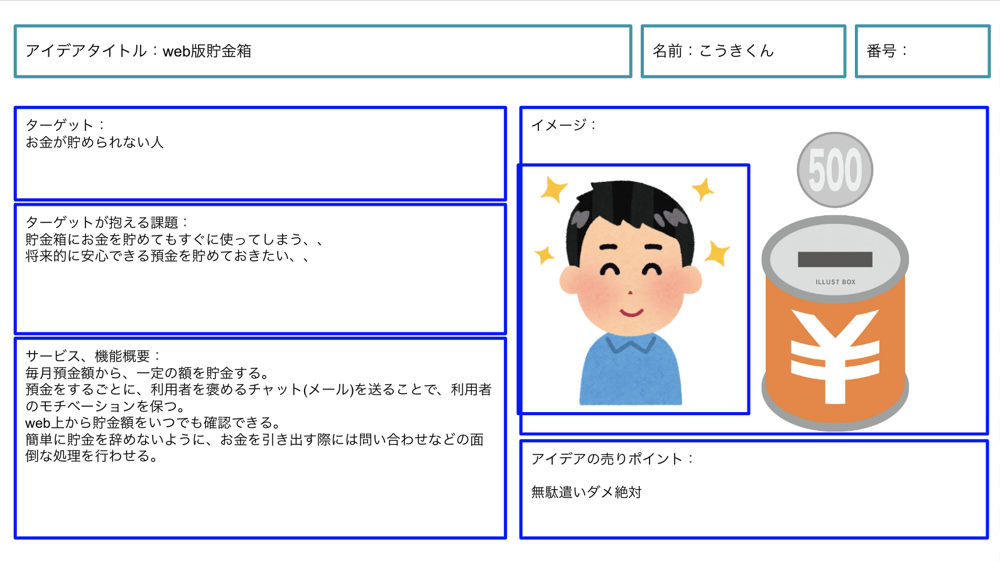 アイデアタイトル：web版貯金箱
名前：こうきくん
番号：
ターゲット：
お金が貯められない人
ターゲットが抱える課題：
貯金箱にお金を貯めてもすぐに使ってしまう、、
将来的に安心できる預金を貯めておきたい、、
サービス、機能概要：
毎月預金額から、一定の額を貯金する。
預金をするごとに、利用者を褒めるチャット(メール)を送ることで、利用者
のモチベーションを保つ。
web上から貯金額をいつでも確認できる。
簡単に貯金を辞めないように、お金を引き出す際には問い合わせなどの面
倒な処理を行わせる。
イメージ：
500
ILLUST BOX
¥
アイデアの売りポイント：
無駄遣いダメ絶対